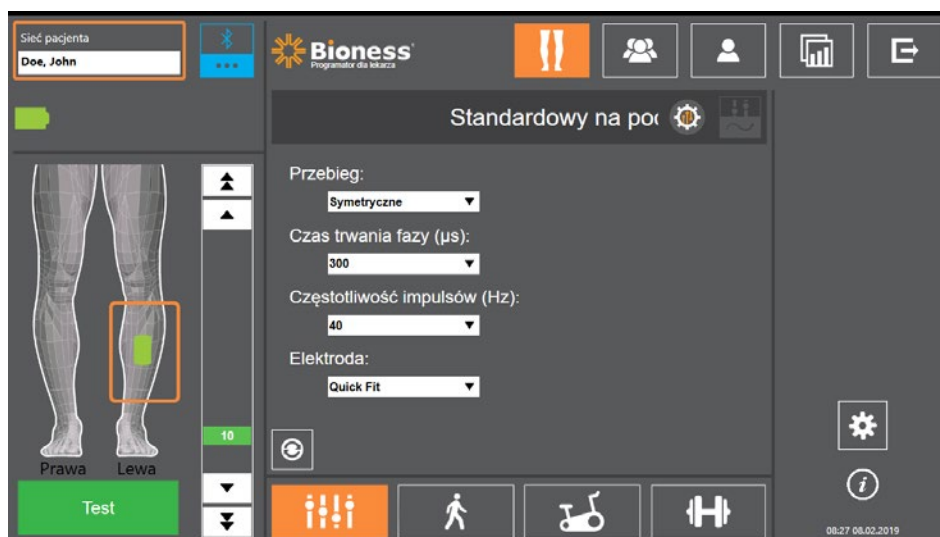 Sieć pacjenta
Doe, John
Bioness
Programator dla lekarza
Standardowy na poc
Przebieg:
Symetryczne
Czas trwania fazy (µs):
300
Częstotliwość impulsów (Hz):
40
Elektroda:
Quick Fit
10
Prawa Lewa
Test
08:27 08.02.2019